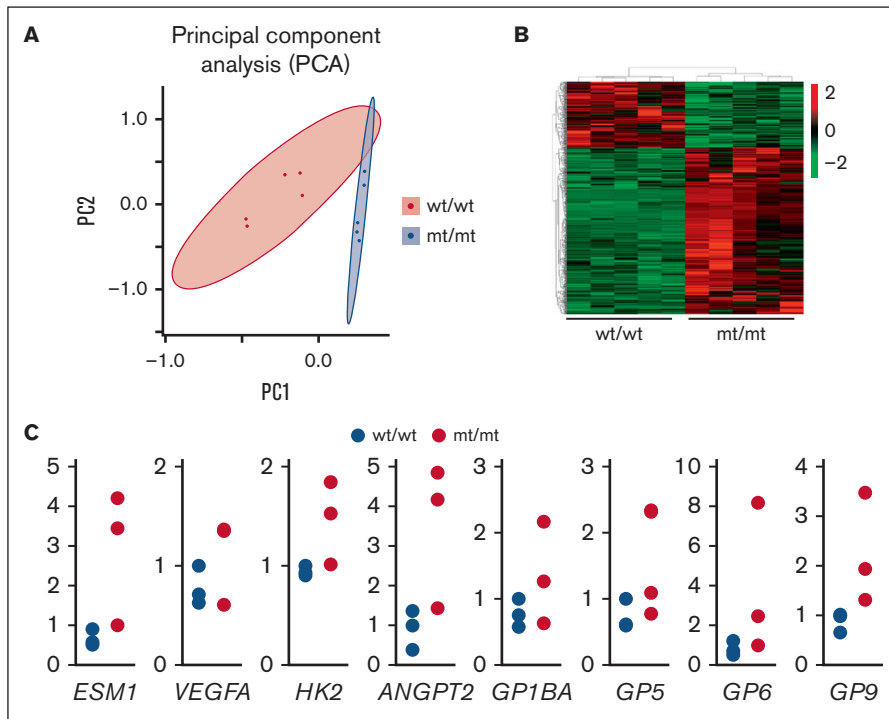 A
Principal component
analysis (PCA)
1.0
0.0
−1.0
PC2
−1.0
0.0
PC1
wt/wt
mt/mt
B
2
0
−2
wt/wt
mt/mt
C
wt/wt
mt/mt
5
4
3
2
1
0
ESM1
2
1
0
VEGFA
2
1
0
HK2
5
4
3
2
1
0
ANGPT2
3
2
1
0
GP1BA
3
2
1
0
GP5
10
8
6
4
2
0
GP6
4
3
2
1
0
GP9